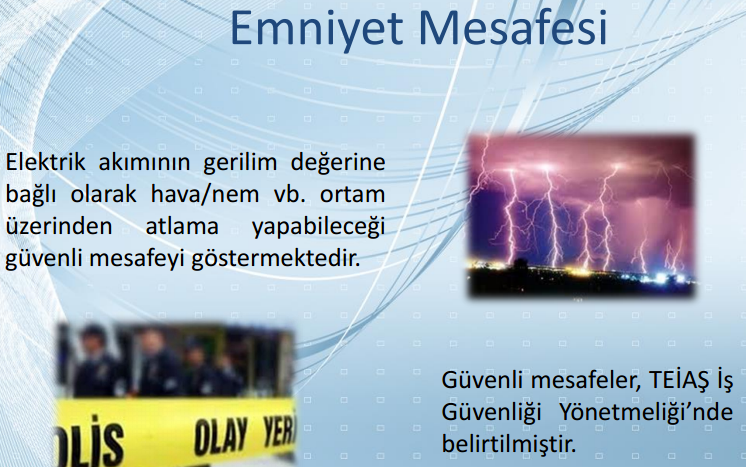 Emniyet Mesafesi
Elektrik akımının gerilim değerine
bağlı olarak hava/nem vb. ortam
üzerinden atlama yapabileceği
güvenli mesafeyi göstermektedir.
OLAY YERİ
Güvenli mesafeler, TEİAŞ İş
Güvenliği Yönetmeliği’nde
belirtilmiştir.